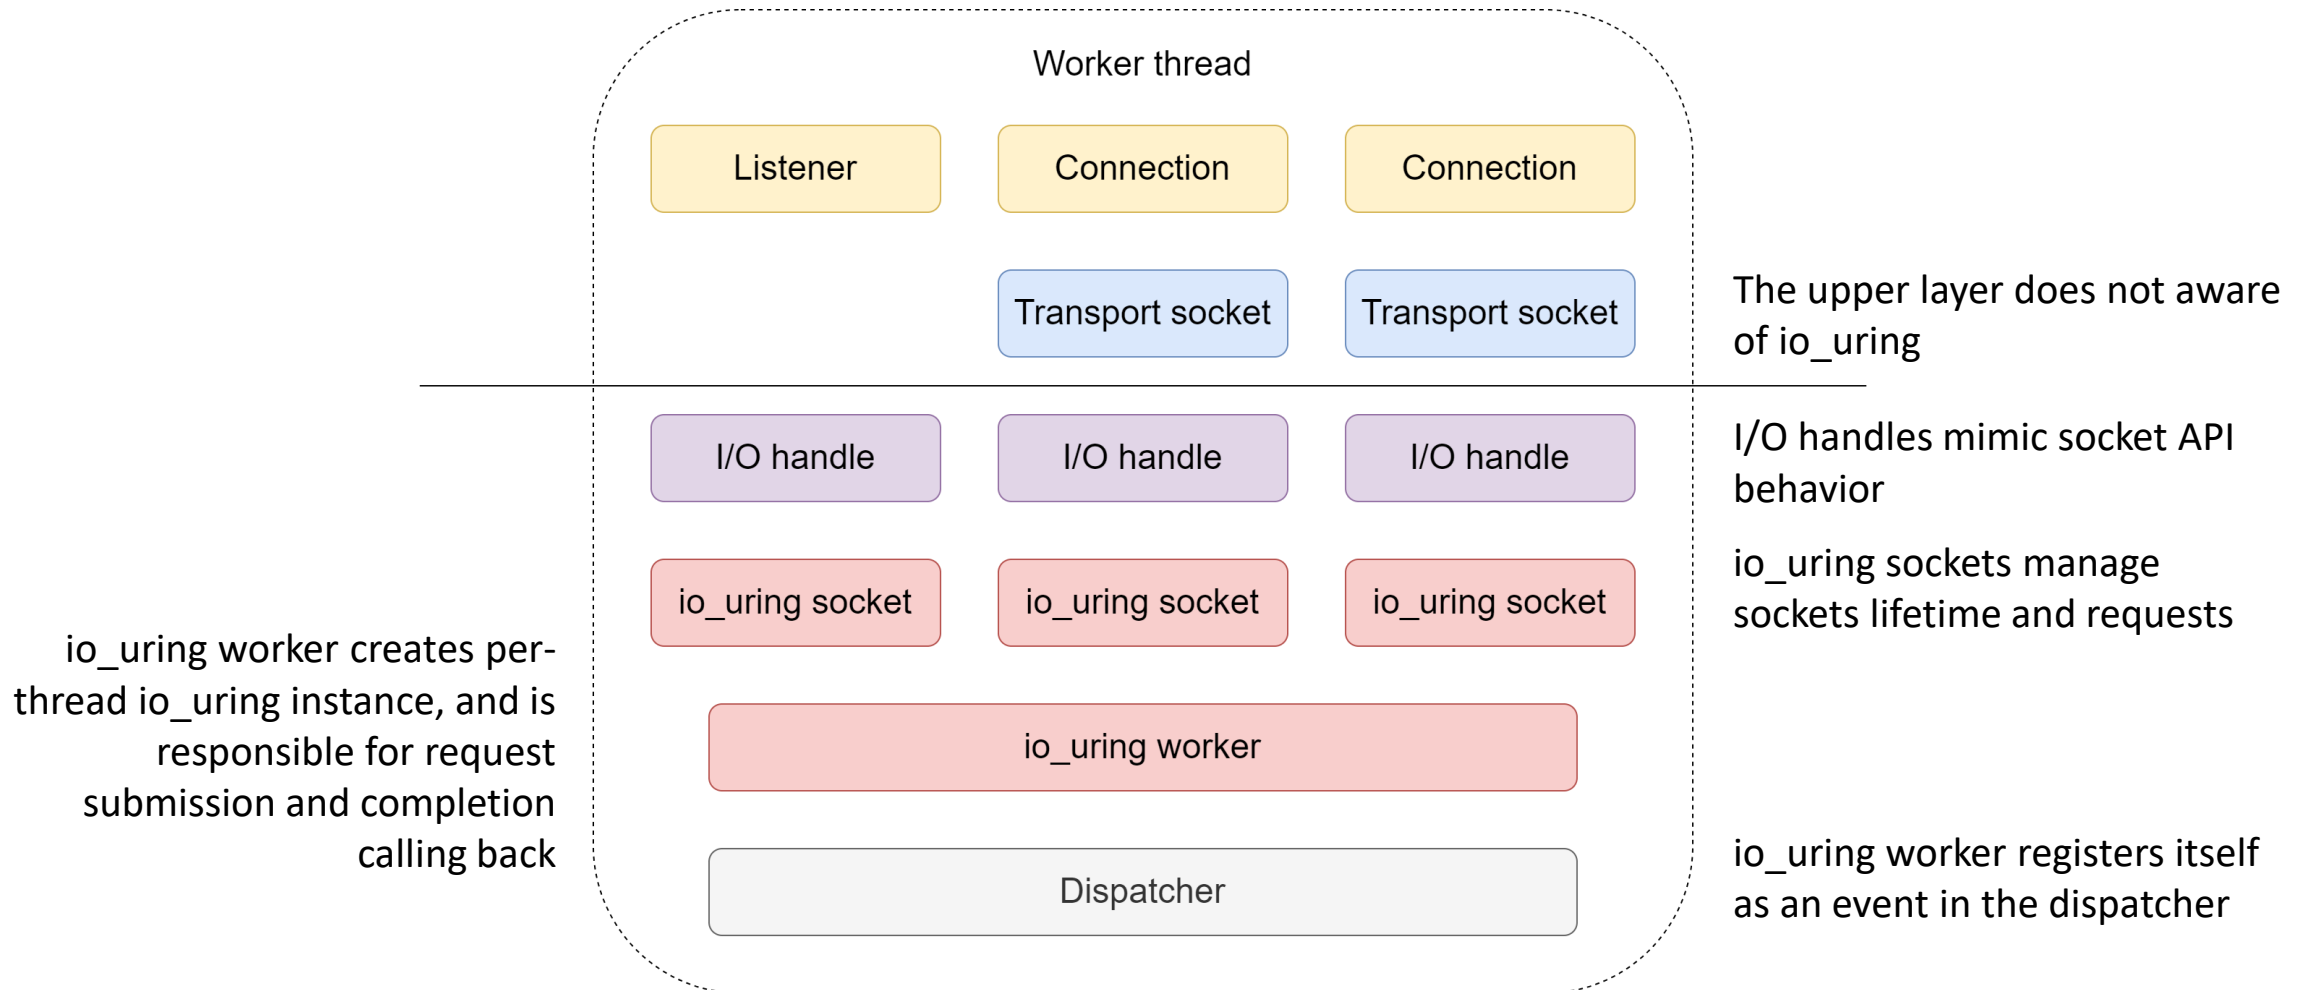 Worker thread
Listener
Connection
Connection
Transport socket
Transport socket
The upper layer does not aware
of io_uring
I/O handle
I/O handle
I/O handle
I/O handles mimic socket API
behavior
io_uring socket
io_uring socket
io_uring socket
io_uring sockets manage
sockets lifetime and requests
io_uring worker creates per-
thread io_uring instance, and is
responsible for request
submission and completion
calling back
io_uring worker
Dispatcher
io_uring worker registers itself
as an event in the dispatcher